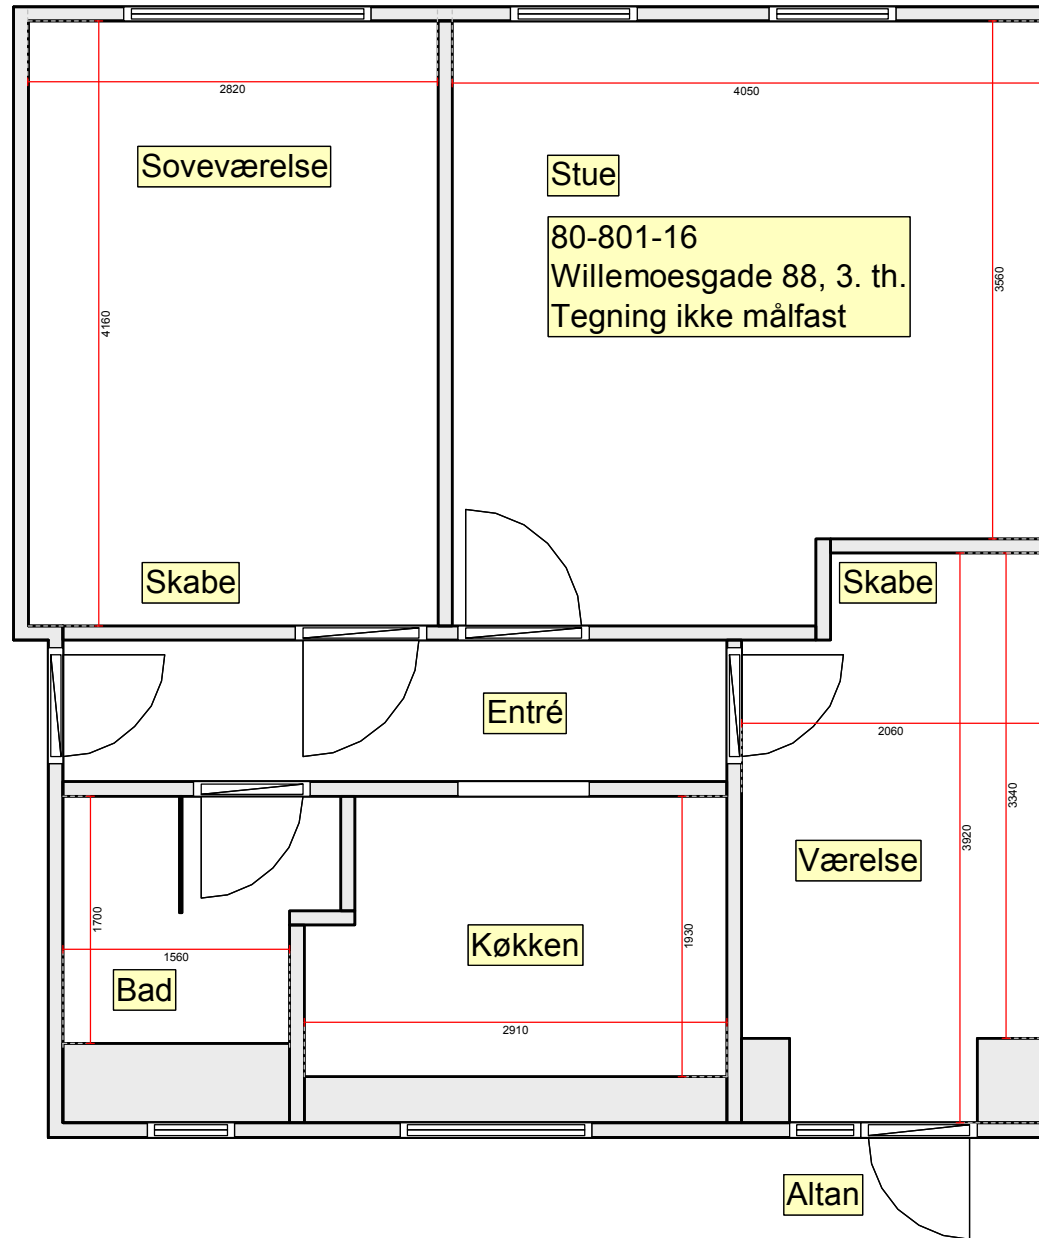 2820
4050
Soveværelse
Stue
80-801-16
Willemoesgade 88, 3. th.
Tegning ikke målfast
3560
4160
Skabe
Skabe
Entré
2060
3340
3920
Værelse
1700
1930
Køkken
1560
Bad
2910
Altan